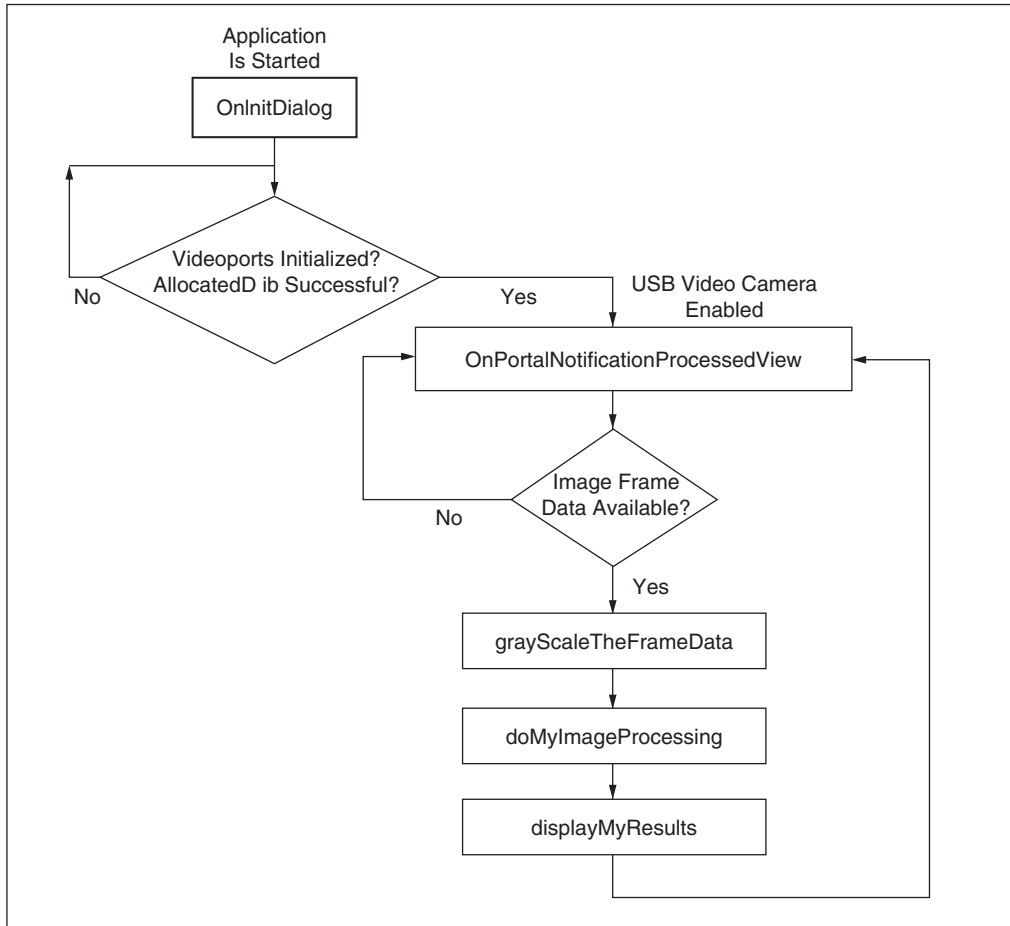 Application
Is Started
OnInitDialog
Videoports Initialized?
AllocatedD ib Successful?
No
Yes
USB Video Camera
Enabled
OnPortalNotificationProcessedView
Image Frame
Data Available?
No
Yes
grayScaleTheFrameData
doMyImageProcessing
displayMyResults